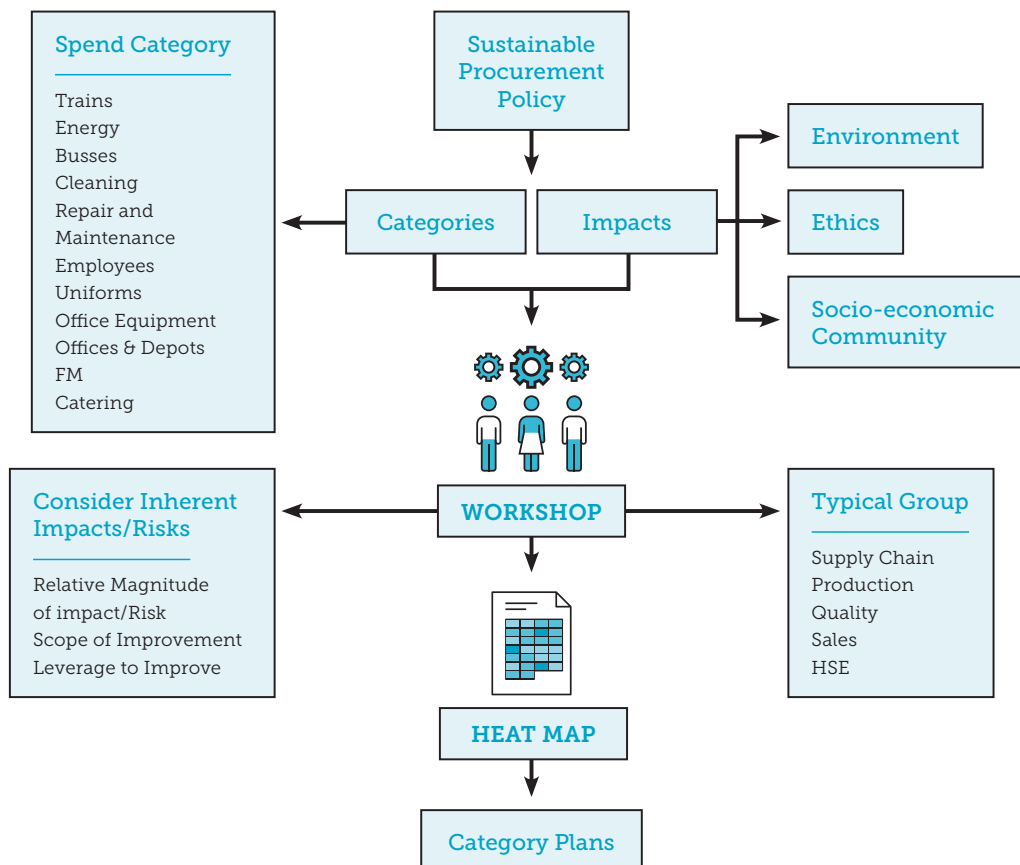 Spend Category
Trains
Energy
Busses
Cleaning
Repair and
Maintenance
Employees
Uniforms
Office Equipment
Offices & Depots
FM
Catering
Sustainable
Procurement
Policy
Categories
Impacts
Environment
Ethics
Socio-economic
Community
Consider Inherent
Impacts/Risks
Relative Magnitude
of impact/Risk
Scope of Improvement
Leverage to Improve
WORKSHOP
Typical Group
Supply Chain
Production
Quality
Sales
HSE
HEAT MAP
Category Plans